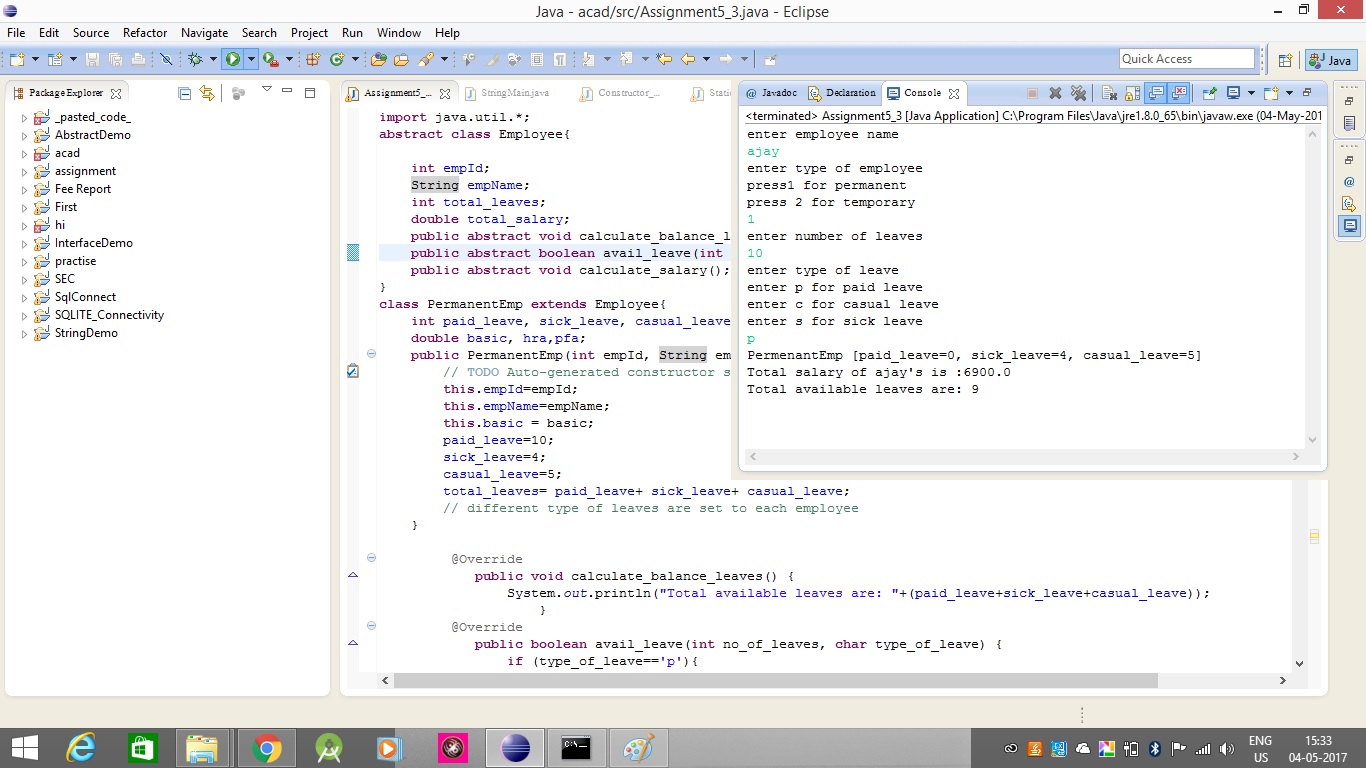 Java - acad/src/Assignment5_3.java - Eclipse
File Edit Source Refactor Navigate Search Project Run Window Help
Quick Access
Java
Package Explorer
_pasted_code_
AbstractDemo
acad
assignment
Fee Report
First
hi
InterfaceDemo
practise
SEC
SqlConnect
SQLITE_Connectivity
StringDemo
Assignment5_... StringMain.java Constructor_... Stati
import java.util.*;
abstract class Employee{
int empId;
String empName;
int total_leaves;
double total_salary;
public abstract void calculate_balance_l
public abstract boolean avail_leave(int
public abstract void calculate_salary();
}
class PermanentEmp extends Employee{
int paid_leave, sick_leave, casual_leave
double basic, hra,pfa;
public PermanentEmp(int empId, String em
// TODO Auto-generated constructor s
this.empId=empId;
this.empName=empName;
this.basic = basic;
paid_leave=10;
sick_leave=4;
casual_leave=5;
total_leaves= paid_leave+ sick_leave+ casual_leave;
// different type of leaves are set to each employee
}
@Override
public void calculate_balance_leaves() {
System.out.println("Total available leaves are: "+(paid_leave+sick_leave+casual_leave));
}
@Override
public boolean avail_leave(int no_of_leaves, char type_of_leave) {
if (type_of_leave=='p'){
@ Javadoc Declaration Console
<terminated> Assignment5_3 [Java Application] C:\Program Files\Java\jre1.8.0_65\bin\javaw.exe (04-May-201
enter employee name
ajay
enter type of employee
press1 for permanent
press 2 for temporary
1
enter number of leaves
10
enter type of leave
enter p for paid leave
enter c for casual leave
enter s for sick leave
p
PermenantEmp [paid_leave=0, sick_leave=4, casual_leave=5]
Total salary of ajay's is :6900.0
Total available leaves are: 9
ENG
US
15:33
04-05-2017